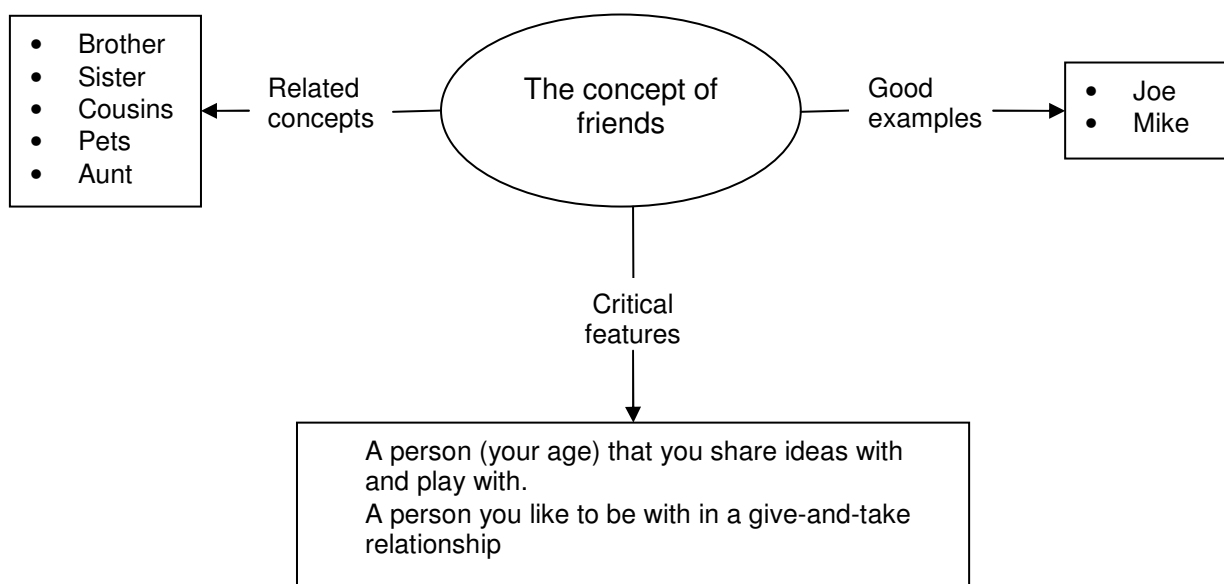 • Brother
• Sister
• Cousins
• Pets
• Aunt
Related
concepts
The concept of
friends
Good
examples
• Joe
• Mike
Critical
features
A person (your age) that you share ideas with
and play with.
A person you like to be with in a give-and-take
relationship